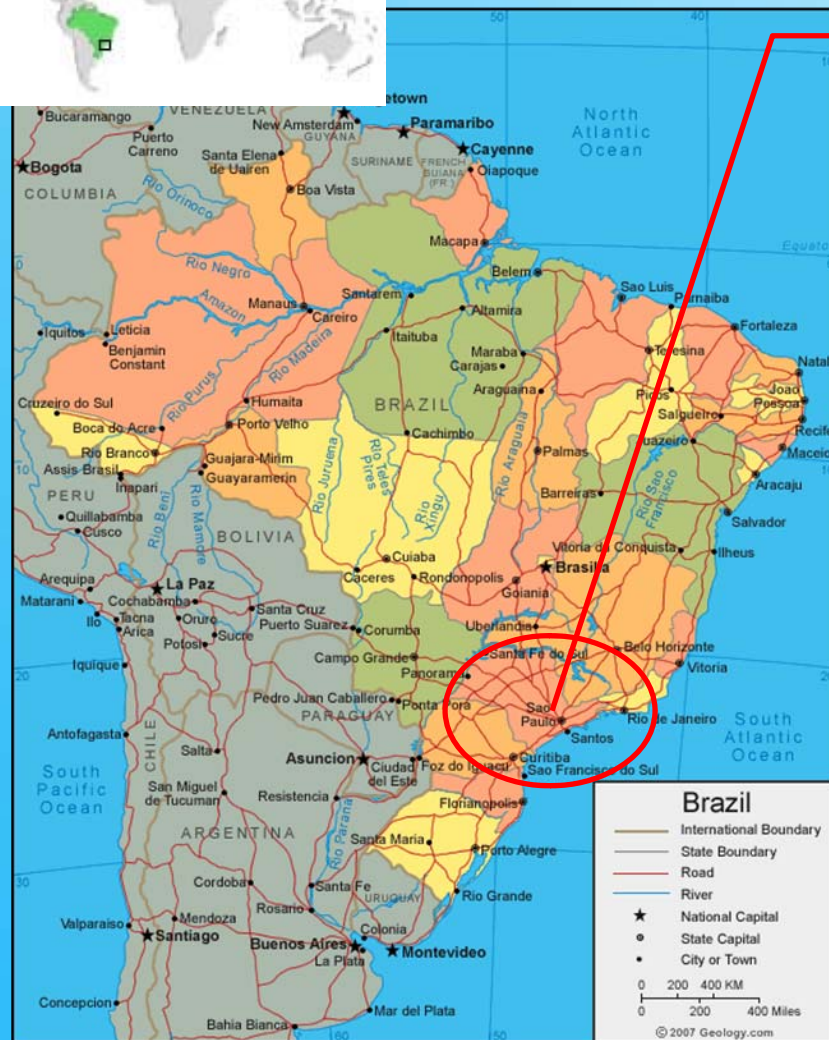 50
40
10
etown
North
Atlantic
Ocean
VENEZUELA
Bucaramango
New Amsterdam
Paramaribo
Puerto
Carreno
GUYANA
Cayenne
Santa Elena
de Uairen
SURINAME
FRENCH
GUIANA
(FR.)
Bogota
Oiapoque
COLUMBIA
Rio Orinoco
Boa Vista
Macapa
Equato
0
Rio Negro
Belem
Sao Luis
Parnaiba
Santarem
Amazon
Manaus
Careiro
Altamira
Fortaleza
Iquitos
Leticia
Itaituba
Benjamin
Constant
Rio Madeira
Maraba
Teresina
Carajas
Natal
Rio Purus
Araguaina
Picos
Joao
Pessoa
Cruzeiro do Sul
Humaita
BRAZIL
Salgueiro
Boca do Acre
Porto Velho
Cachimbo
Recife
Rio Araguaia
uazeiro
Rio Branco
Palmas
Maceio
10
Assis Brasil
Guajara-Mirim
Rio Juruena
Rio Teles
Pires
Guayaramerin
Rio
Xingu
Rio Sao
Francisco
Aracaju
Inapari
Barreiras
PERU
Rio Beni
Rio Mamore
Quillabamba
Salvador
Cusco
BOLIVIA
Vitoria da Conquista
Ilheus
Cuiaba
Brasilia
Arequipa
La Paz
Caceres
Rondonopolis
Goiania
Matarani
Cochabamba
Santa Cruz
Ilo
Tacna
Oruro
Puerto Suarez
Corumba
Uberlandia
Arica
Potosi
Sucre
Belo Horizonte
Iquique
Campo Grande
Santa Fe do Sul
Vitoria
20
2
Panorama
Pedro Juan Caballero
Ponta Pora
Sao
Paulo
Rio de Janeiro
PARAGUAY
South
Atlantic
Ocean
Antofagasta
CHILE
Santos
Salta
Asuncion
Ciudad
del Este
Foz do Iguacu
Curitiba
South
Pacific
Ocean
Sao Francisco do Sul
San Miguel
de Tucuman
Resistencia
Florianopolis
Rio Parana
ARGENTINA
Santa Maria
Porto Alegre
30
Cordoba
Santa Fe
URUGUAY
Rio Grande
Rosario
Valparaiso
Mendoza
Colonia
Santiago
Buenos Aires
La Plata
Montevideo
Concepcion
Mar del Plata
Bahia Bianca
60
50
Brazil
International Boundary
State Boundary
Road
River
National Capital
State Capital
City or Town
0 200 400 KM
0 200 400 Miles
© 2007 Geology.com